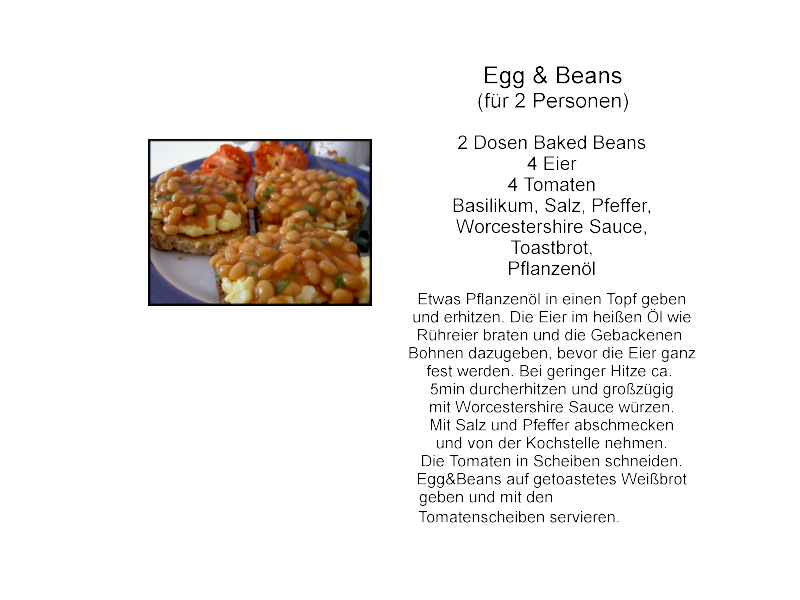 Egg & Beans
(für 2 Personen)
2 Dosen Baked Beans
4 Eier
4 Tomaten
Basilikum, Salz, Pfeffer,
Worcestershire Sauce,
Toastbrot,
Pflanzenöl
Etwas Pflanzenöl in einen Topf geben
und erhitzen. Die Eier im heißen Öl wie
Rühreier braten und die Gebackenen
Bohnen dazugeben, bevor die Eier ganz
fest werden. Bei geringer Hitze ca.
5min durcherhitzen und großzügig
mit Worcestershire Sauce würzen.
Mit Salz und Pfeffer abschmecken
und von der Kochstelle nehmen.
Die Tomaten in Scheiben schneiden.
Egg&Beans auf getoastetes Weißbrot
geben und mit den
Tomatenscheiben servieren.